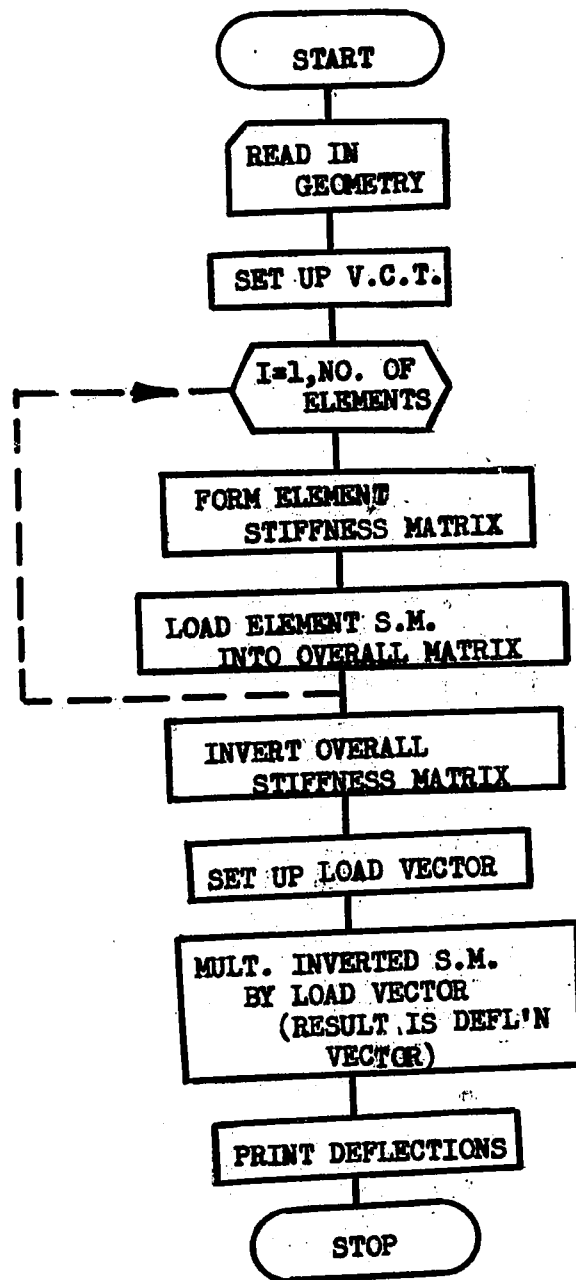 START
READ IN
GEOMETRY
SET UP V.C.T.
I=1,NO. OF
ELEMENTS
FORM ELEMENT
STIFFNESS MATRIX
LOAD ELEMENT S.M.
INTO OVERALL MATRIX
INVERT OVERALL
STIFFNESS MATRIX
SET UP LOAD VECTOR
MULT. INVERTED S.M.
BY LOAD VECTOR
(RESULT IS DEFL'N
VECTOR)
PRINT DEFLECTIONS
STOP